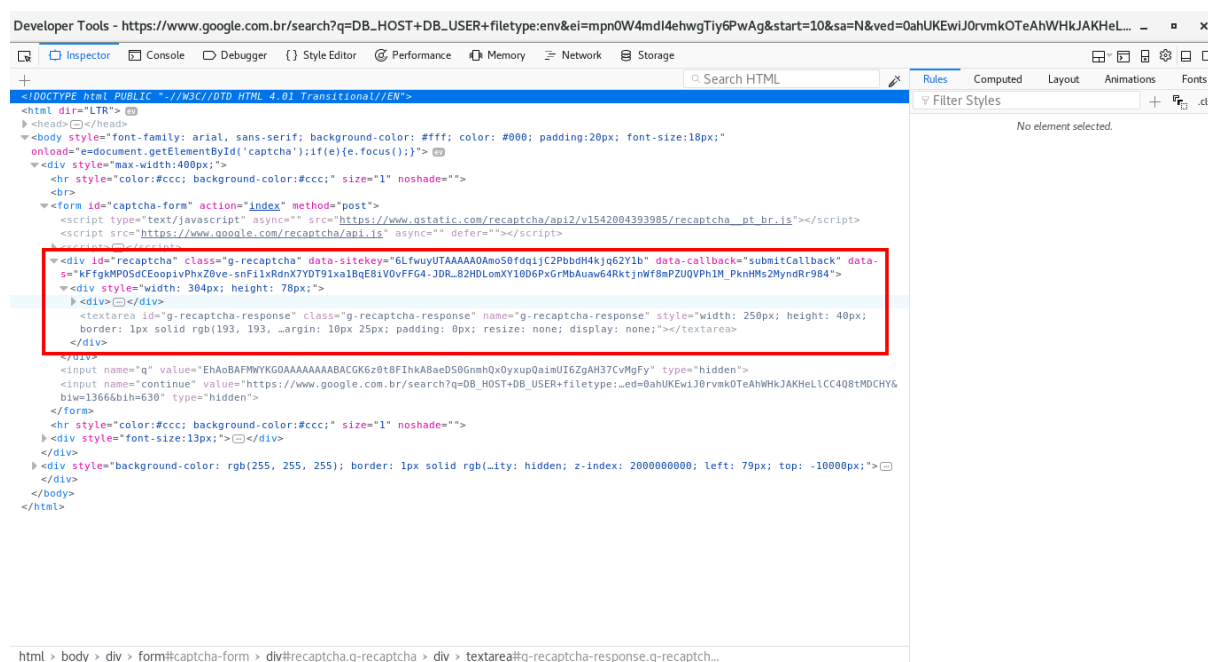 Developer Tools - https://www.google.com.br/search?q=DB_HOST+DB_USER+filetype:env&ei=mpn0W4mdI4ehwgTiy6PwAg&start=10&sa=N&ved=0ahUKEwiJ0rvmkOTeAhWHkJAKHeL...
Inspector Console Debugger {} Style Editor Performance Memory Network Storage
+ Search HTML Rules Computed Layout Animations Fonts
Filter Styles + .cl
No element selected.
<!DOCTYPE html PUBLIC "-//W3C//DTD HTML 4.01 Transitional//EN">
<html dir="LTR"> ev
<head></head>
<body style="font-family: arial, sans-serif; background-color: #fff; color: #000; padding:20px; font-size:18px;"
onload="e=document.getElementById('captcha');if(e){e.focus();}"> ev
<div style="max-width:400px;">
<hr style="color:#ccc; background-color:#ccc;" size="1" noshade="">
<br>
<form id="captcha-form" action="index" method="post">
<script type="text/javascript" async="" src="https://www.gstatic.com/recaptcha/api2/v1542004393985/recaptcha__pt_br.js"></script>
<script src="https://www.google.com/recaptcha/api.js" async="" defer=""></script>
<script></script>
<div id="recaptcha" class="g-recaptcha" data-sitekey="6LfwuyUTAAAAAOAmoS0fdqijC2PbbdH4kjq62Y1b" data-callback="submitCallback" data-
s="kFfgkMPOSdCEoopivPhxZ0ve-snFi1xRdnX7YDT91xa1BqE8iVOvFFG4-JDR…82HDLomXY10D6PxGrMbAuaw64RktjnWf8mPZUQVPh1M_PknHMs2MyndRr984">
<div style="width: 304px; height: 78px;">
<div></div>
<textarea id="g-recaptcha-response" class="g-recaptcha-response" name="g-recaptcha-response" style="width: 250px; height: 40px;
border: 1px solid rgb(193, 193, …argin: 10px 25px; padding: 0px; resize: none; display: none;"></textarea>
</div>
</div>
<input name="q" value="EhAoBAFMWYKGOAAAAAAAABACGK6z0t8FIhkA8aeDS0GnmhQxOyxupQaimUI6ZgAH37CvMgFy" type="hidden">
<input name="continue" value="https://www.google.com.br/search?q=DB_HOST+DB_USER+filetype:…ed=0ahUKEwiJ0rvmkOTeAhWHkJAKHeLlCC4Q8tMDCHY&
biw=1366&bih=630" type="hidden">
</form>
<hr style="color:#ccc; background-color:#ccc;" size="1" noshade="">
<div style="font-size:13px;"></div>
</div>
<div style="background-color: rgb(255, 255, 255); border: 1px solid rgb(…ity: hidden; z-index: 2000000000; left: 79px; top: -10000px;">
</div>
</body>
</html>
html > body > div > form#captcha-form > div#recaptcha.g-recaptcha > div > textarea#g-recaptcha-response.g-recaptch...